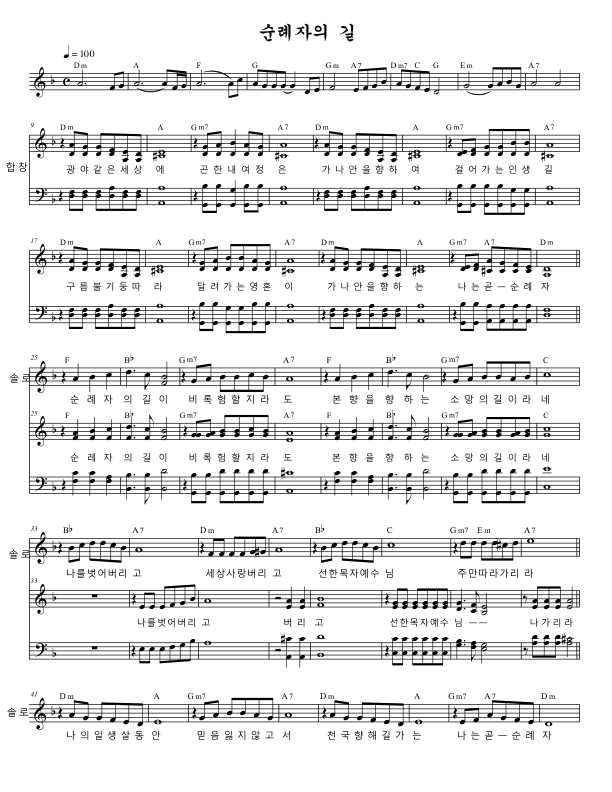 순례자의 길
♩ = 100
Dm A F G Gm A7 Dm7 C G Em A7
9 Dm A Gm7 A7 Dm A Gm7 A7
합창
광야같은세상 에 곤한내여정 은 가나안을향하 여 걸어가는인생 길
17 Dm A Gm7 A7 Dm A Gm7 A7 Dm
구름불기둥따 라 달려가는영혼 이 가나안을향하 는 나는곧—순례 자
25 F B♭ Gm7 A7 F B♭ Gm7 C
솔로
순례자 의길이 비록험할지라 도 본향을 향하는 소망의길이라 네
25 F B♭ Gm7 A7 F B♭ Gm7 C
순례자 의길이 비록험할지라 도 본향을 향하는 소망의길이라 네
33 B♭ A7 Dm A7 B♭ C Gm7 Em A7
솔로
나를벗어버리 고 세상사랑버리 고 선한목자예수 님 주만따라가리 라
33
나를벗어버리 고 버리 고 선한목자예수 님 —— 나가리라
41 Dm A Gm7 A7 Dm A Gm7 A7 Dm
솔로
나의일생살동 안 믿음잃지않고 서 천국향해길가 는 나는곧—순례 자